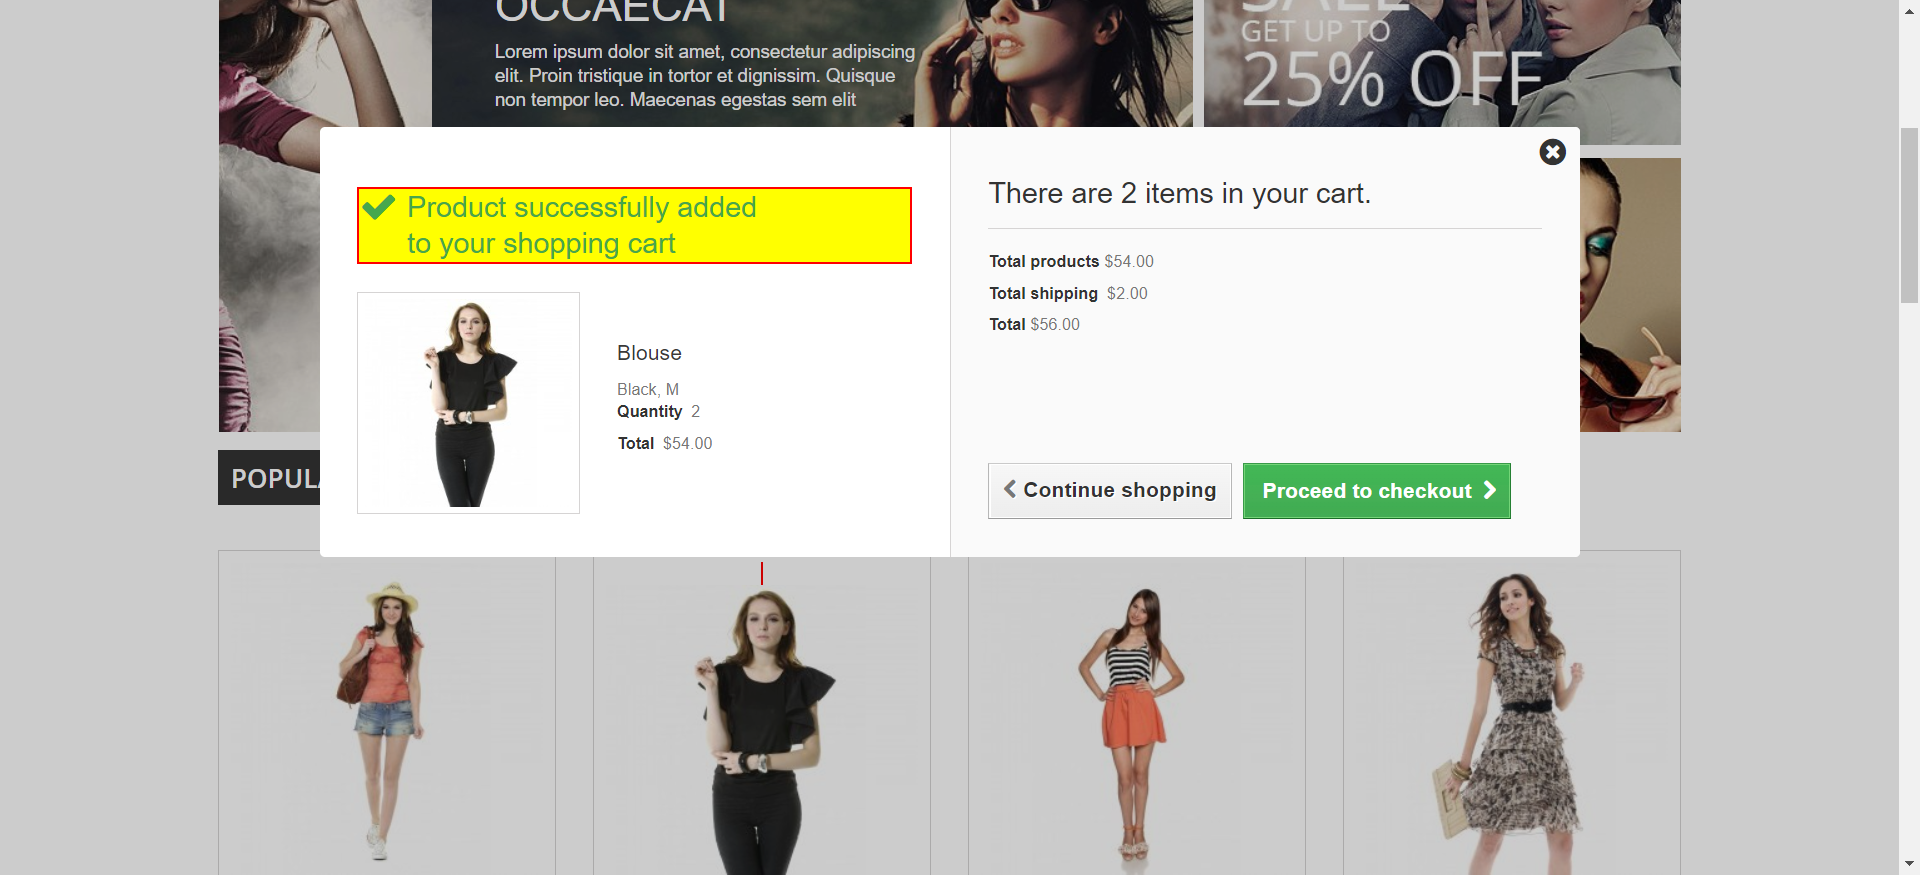 OCCAECAT
Lorem ipsum dolor sit amet, consectetur adipiscing
elit. Proin tristique in tortor et dignissim. Quisque
non tempor leo. Maecenas egestas sem elit
SALE
GET UP TO
25% OFF
Product successfully added
to your shopping cart
Blouse
Black, M
Quantity 2
Total $54.00
There are 2 items in your cart.
Total products $54.00
Total shipping $2.00
Total $56.00
Continue shopping
Proceed to checkout
POPULA